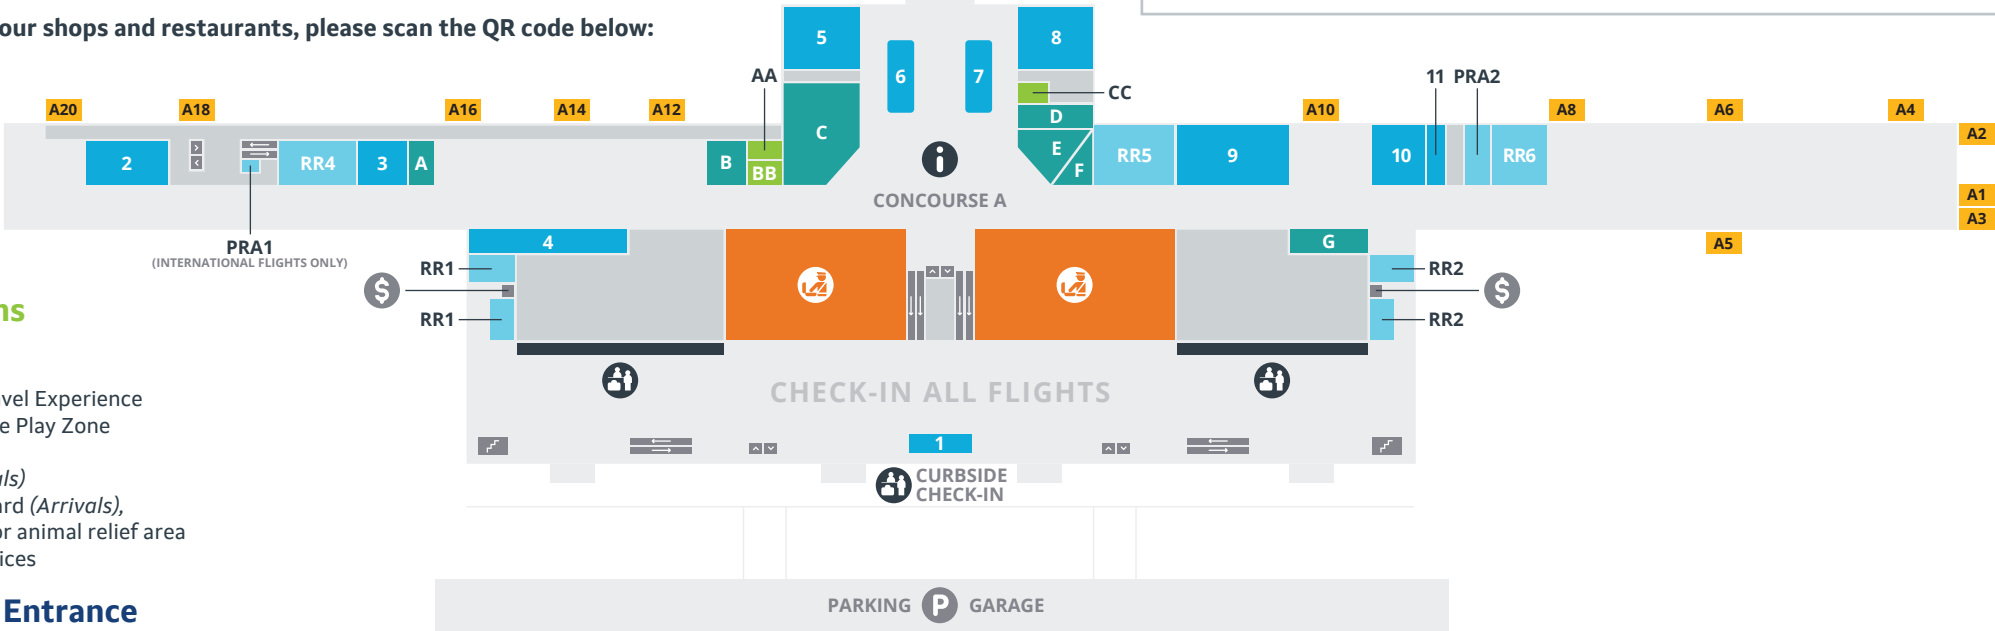 our shops and restaurants, please scan the QR code below:
5
8
6
7
AA
CC
11 PRA2
A20
A18
A16
A14
A12
A10
A8
A6
A4
A2
C
D
E
F
2
RR4
3
A
B
BB
RR5
9
10
RR6
A1
A3
A5
CONCOURSE A
PRA1
(INTERNATIONAL FLIGHTS ONLY)
4
G
RR1
RR2
$
$
RR1
RR2
CHECK-IN ALL FLIGHTS
1
CURBSIDE
CHECK-IN
PARKING P GARAGE
ns
vel Experience
e Play Zone
als)
ard (Arrivals),
or animal relief area
ices
Entrance